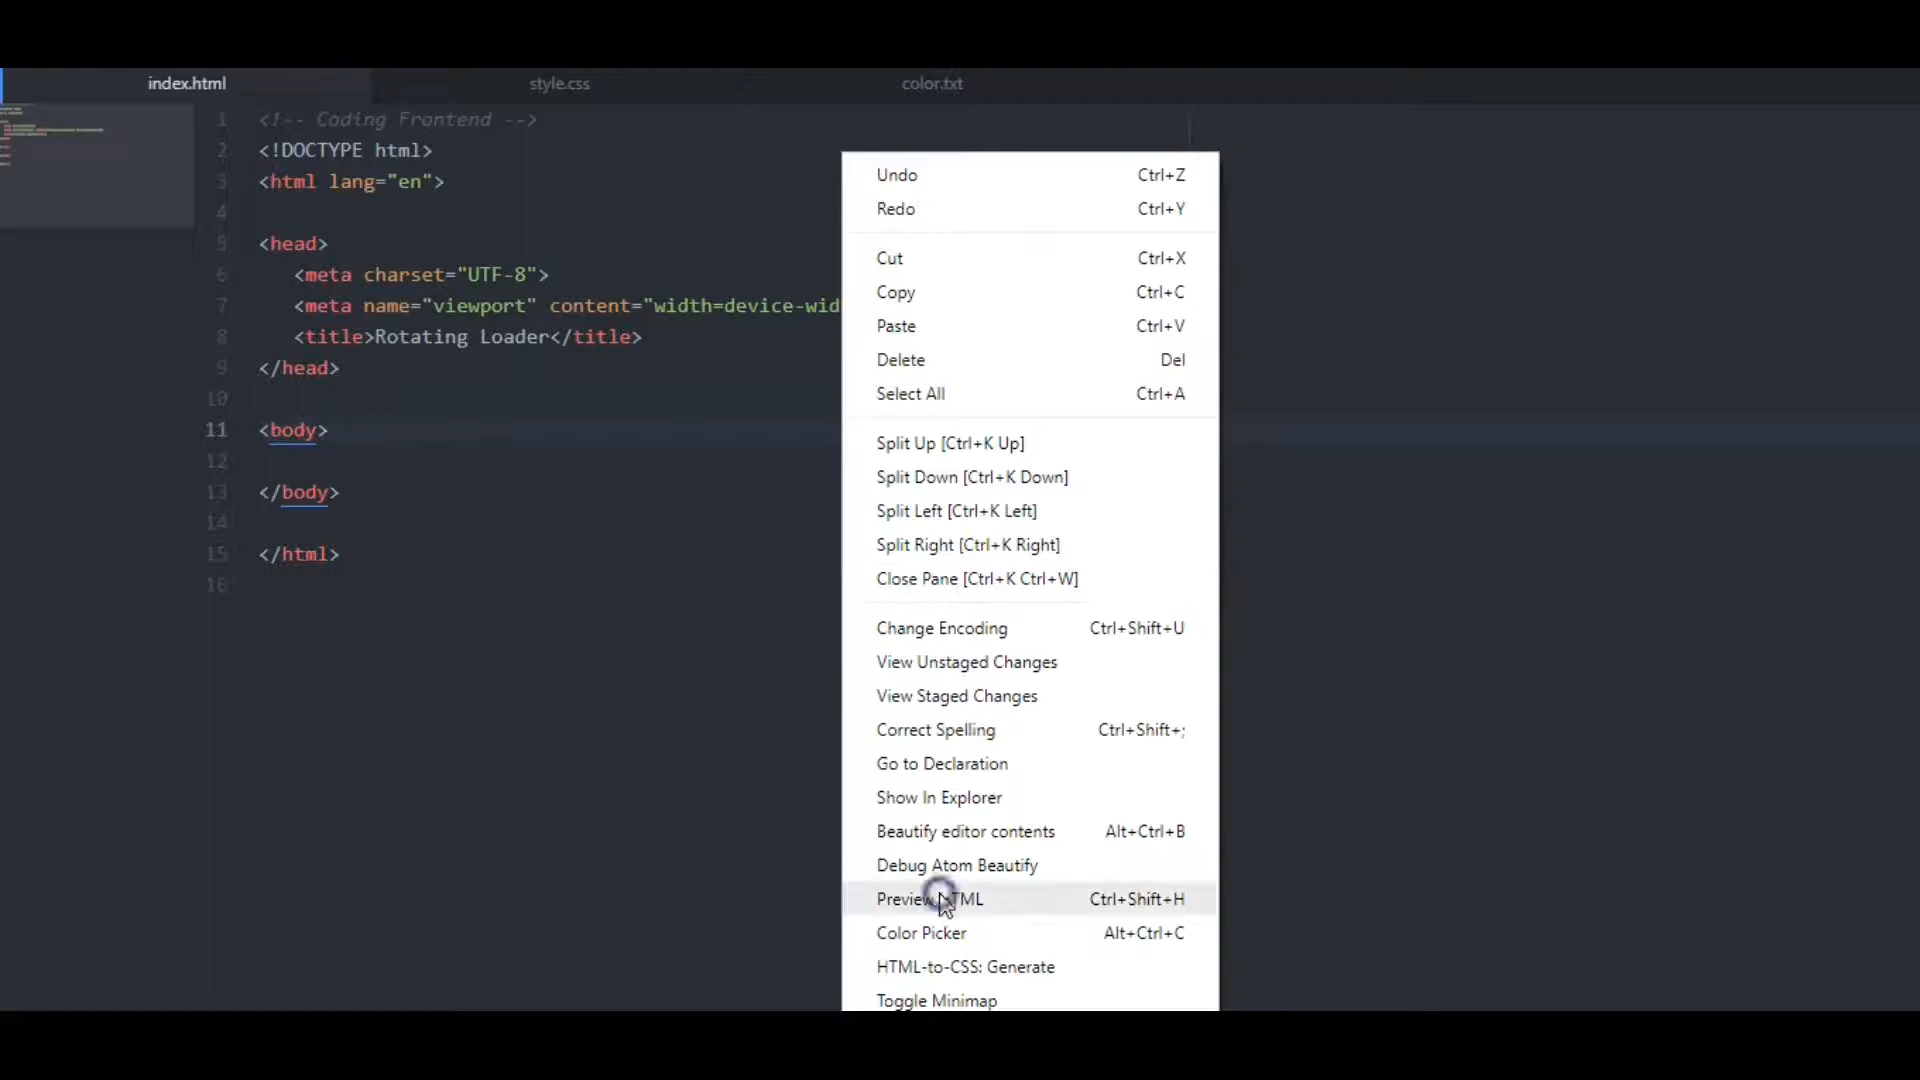 index.html
style.css
color.txt
1 <!-- Coding Frontend -->
2 <!DOCTYPE html>
3 <html lang="en">
4
5 <head>
6 <meta charset="UTF-8">
7 <meta name="viewport" content="width=device-wid
8 <title>Rotating Loader</title>
9 </head>
10
11 <body>
12
13 </body>
14
15 </html>
16
Undo Ctrl+Z
Redo Ctrl+Y
Cut Ctrl+X
Copy Ctrl+C
Paste Ctrl+V
Delete Del
Select All Ctrl+A
Split Up [Ctrl+K Up]
Split Down [Ctrl+K Down]
Split Left [Ctrl+K Left]
Split Right [Ctrl+K Right]
Close Pane [Ctrl+K Ctrl+W]
Change Encoding Ctrl+Shift+U
View Unstaged Changes
View Staged Changes
Correct Spelling Ctrl+Shift+;
Go to Declaration
Show In Explorer
Beautify editor contents Alt+Ctrl+B
Debug Atom Beautify
Preview HTML Ctrl+Shift+H
Color Picker Alt+Ctrl+C
HTML-to-CSS: Generate
Toggle Minimap